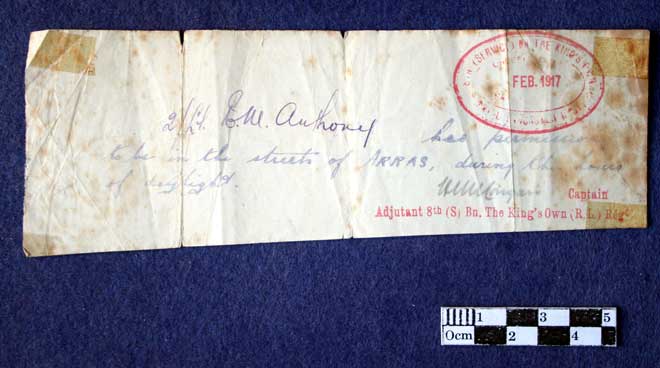 (SERVICE) BN THE KING'S
FEB. 1917
2/Lt. E.M. Anthony has permission
to be in the streets of ARRAS, during the hours
of daylight.
Captain
Adjutant 8th (S) Bn. The King's Own (R.L.) Regt
0cm 1 2 3 4 5